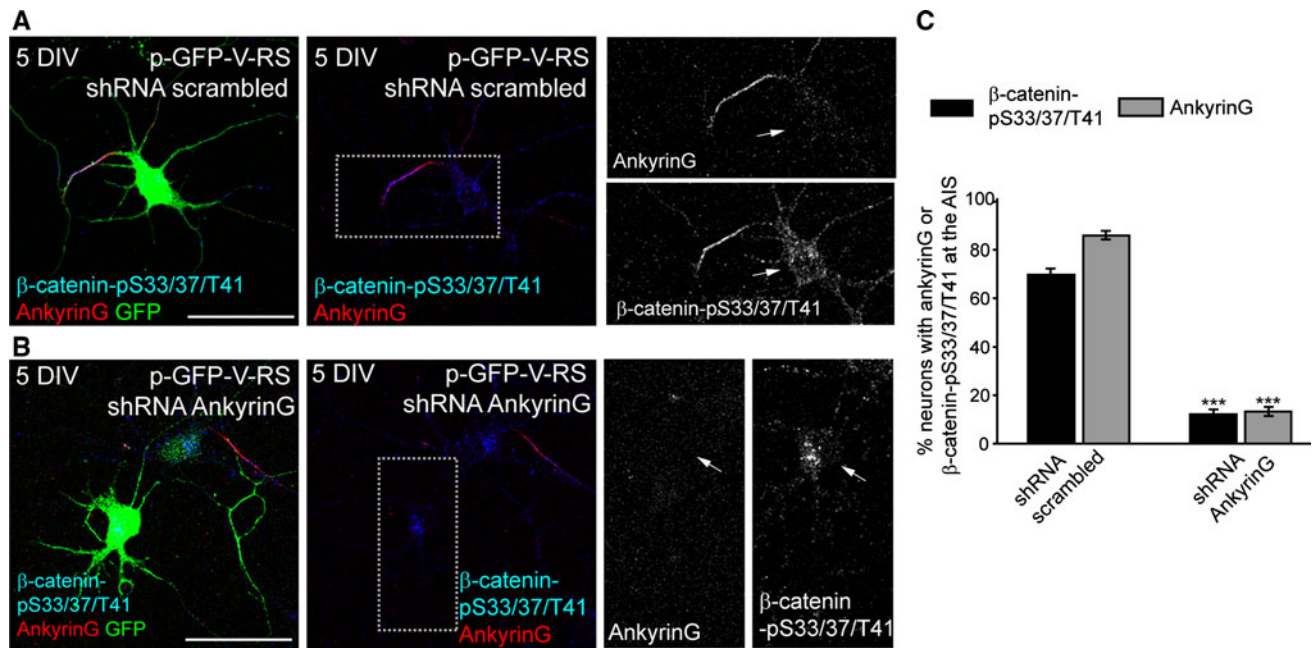 A
5 DIV p-GFP-V-RS
shRNA scrambled
β-catenin-pS33/37/T41
AnkyrinG GFP
5 DIV p-GFP-V-RS
shRNA scrambled
β-catenin-pS33/37/T41
AnkyrinG
AnkyrinG
β-catenin-pS33/37/T41
B
5 DIV p-GFP-V-RS
shRNA AnkyrinG
β-catenin-
pS33/37/T41
AnkyrinG GFP
5 DIV p-GFP-V-RS
shRNA AnkyrinG
β-catenin-
pS33/37/T41
AnkyrinG
AnkyrinG
β-catenin
-pS33/37/T41
C
β-catenin-
pS33/37/T41
AnkyrinG
% neurons with ankyrinG or
β-catenin-pS33/37/T41 at the AIS
100
80
60
40
20
0
*** ***
shRNA
scrambled
shRNA
AnkyrinG